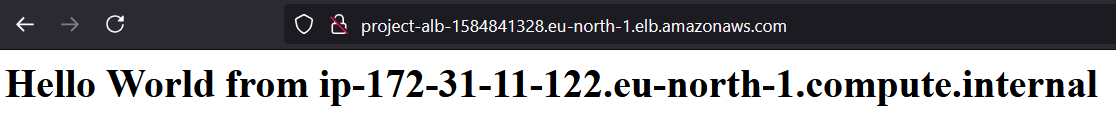 project-alb-1584841328.eu-north-1.elb.amazonaws.com
Hello World from ip-172-31-11-122.eu-north-1.compute.internal